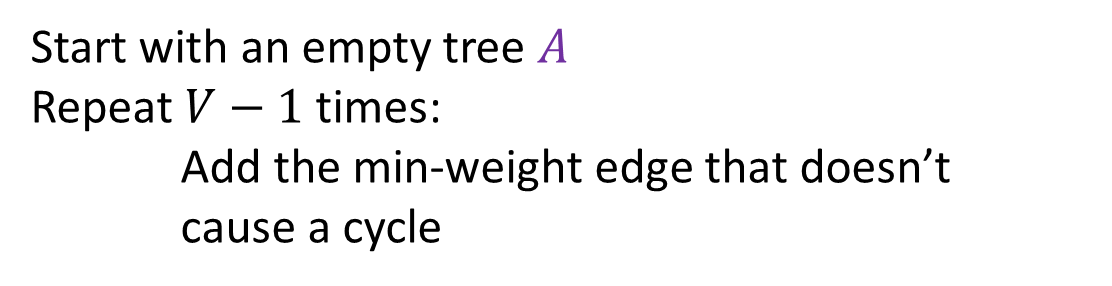 Start with an empty tree A
Repeat V − 1 times:
Add the min-weight edge that doesn’t
cause a cycle